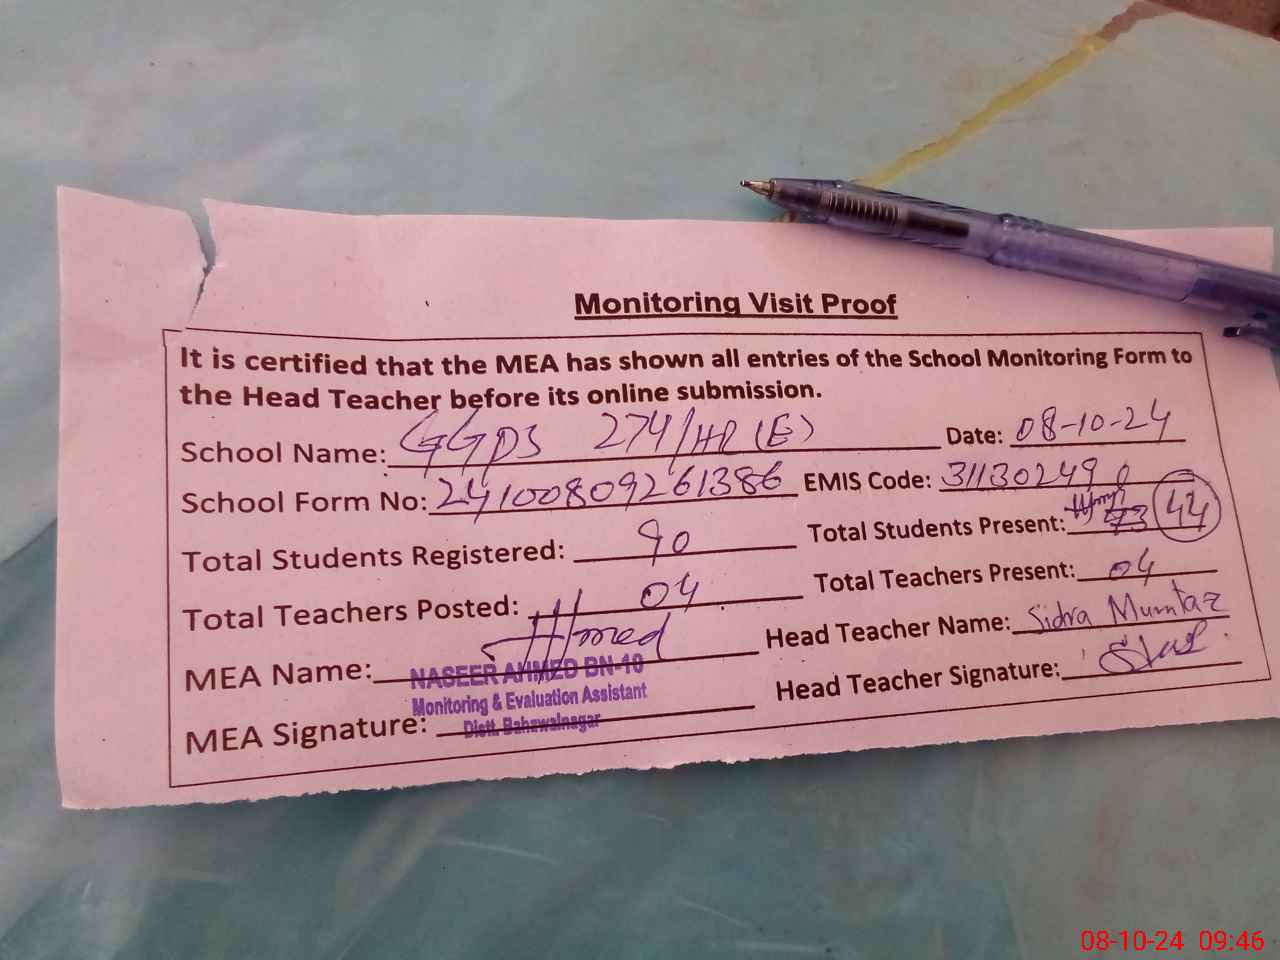 Monitoring Visit Proof
It is certified that the MEA has shown all entries of the School Monitoring Form to
the Head Teacher before its online submission.
School Name: GGPS 274/HR (E) Date: 08-10-24
School Form No: 24100809261386 EMIS Code: 31130249
Total Students Registered: 90 Total Students Present: 73 44
Total Teachers Posted: 04 Total Teachers Present: 04
MEA Name: Ahmed Head Teacher Name: Sidra Mumtaz
NASEER AHMED BN-10
Monitoring & Evaluation Assistant
MEA Signature: Head Teacher Signature:
Distt. Bahawalnagar
08-10-24 09:46